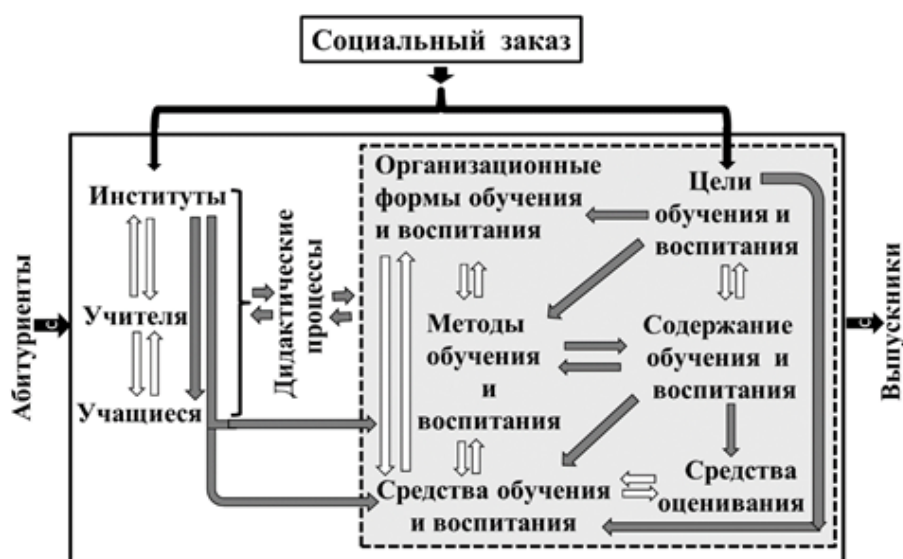 Социальный заказ
Абитуриенты
Институты
Учителя
Учащиеся
Дидактические
процессы
Организационные
формы обучения
и воспитания
Цели
обучения и
воспитания
Методы
обучения
и
воспитания
Содержание
обучения и
воспитания
Средства обучения
и воспитания
Средства
оценивания
Выпускники